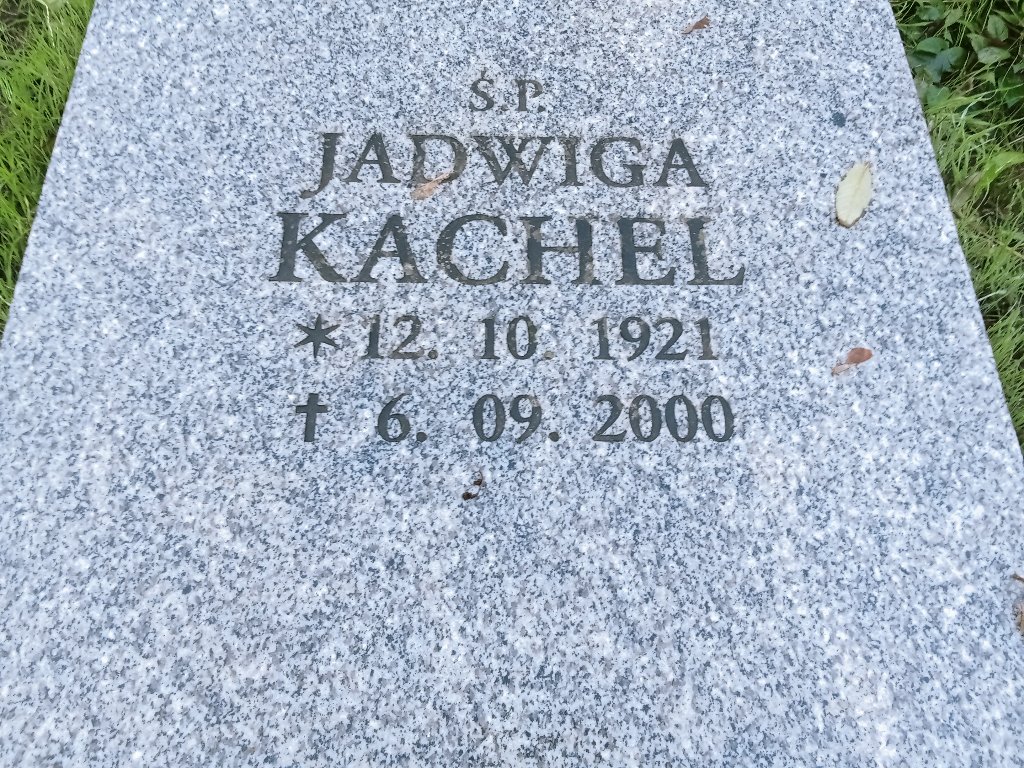 Ś.P.
JADWIGA
KACHEL
✶ 12. 10. 1921
† 6. 09. 2000